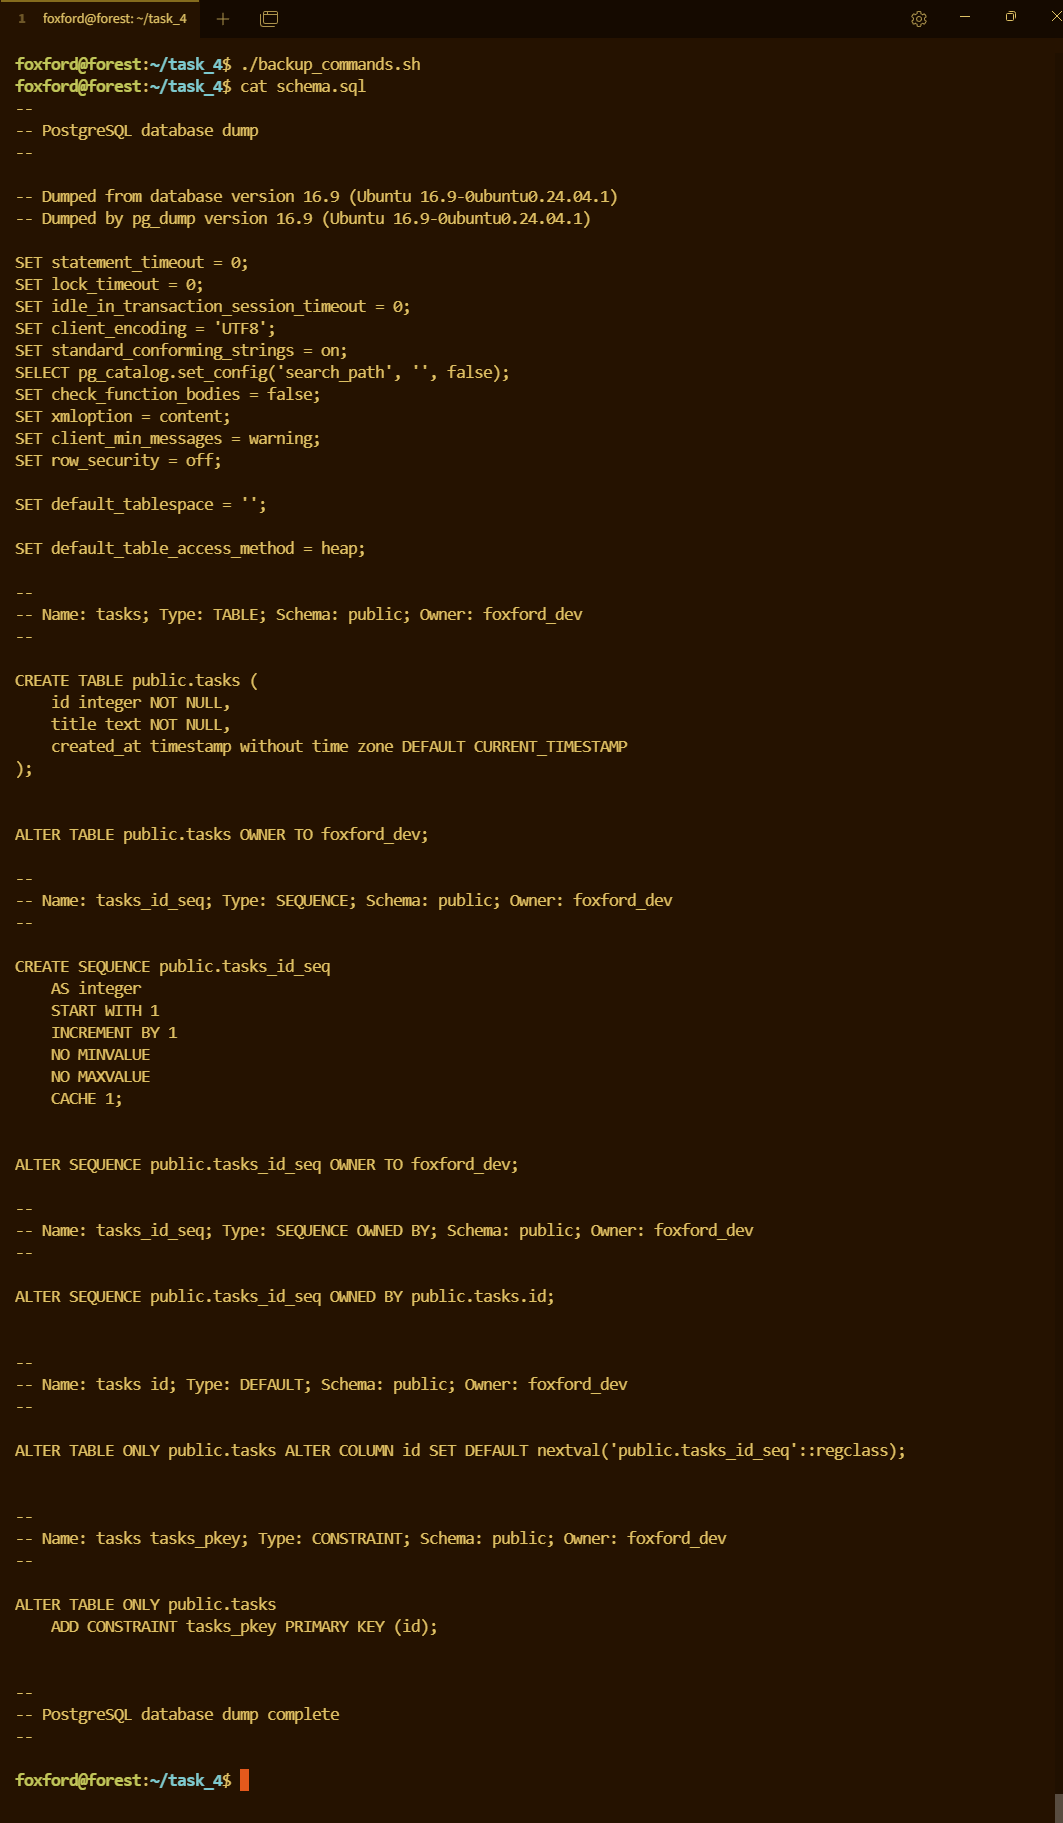 1 foxford@forest: ~/task_4
foxford@forest:~/task_4$ ./backup_commands.sh
foxford@forest:~/task_4$ cat schema.sql
--
-- PostgreSQL database dump
--
-- Dumped from database version 16.9 (Ubuntu 16.9-0ubuntu0.24.04.1)
-- Dumped by pg_dump version 16.9 (Ubuntu 16.9-0ubuntu0.24.04.1)
SET statement_timeout = 0;
SET lock_timeout = 0;
SET idle_in_transaction_session_timeout = 0;
SET client_encoding = 'UTF8';
SET standard_conforming_strings = on;
SELECT pg_catalog.set_config('search_path', '', false);
SET check_function_bodies = false;
SET xmloption = content;
SET client_min_messages = warning;
SET row_security = off;
SET default_tablespace = '';
SET default_table_access_method = heap;
--
-- Name: tasks; Type: TABLE; Schema: public; Owner: foxford_dev
--
CREATE TABLE public.tasks (
    id integer NOT NULL,
    title text NOT NULL,
    created_at timestamp without time zone DEFAULT CURRENT_TIMESTAMP
);
ALTER TABLE public.tasks OWNER TO foxford_dev;
--
-- Name: tasks_id_seq; Type: SEQUENCE; Schema: public; Owner: foxford_dev
--
CREATE SEQUENCE public.tasks_id_seq
    AS integer
    START WITH 1
    INCREMENT BY 1
    NO MINVALUE
    NO MAXVALUE
    CACHE 1;
ALTER SEQUENCE public.tasks_id_seq OWNER TO foxford_dev;
--
-- Name: tasks_id_seq; Type: SEQUENCE OWNED BY; Schema: public; Owner: foxford_dev
--
ALTER SEQUENCE public.tasks_id_seq OWNED BY public.tasks.id;
--
-- Name: tasks id; Type: DEFAULT; Schema: public; Owner: foxford_dev
--
ALTER TABLE ONLY public.tasks ALTER COLUMN id SET DEFAULT nextval('public.tasks_id_seq'::regclass);
--
-- Name: tasks tasks_pkey; Type: CONSTRAINT; Schema: public; Owner: foxford_dev
--
ALTER TABLE ONLY public.tasks
    ADD CONSTRAINT tasks_pkey PRIMARY KEY (id);
--
-- PostgreSQL database dump complete
--
foxford@forest:~/task_4$